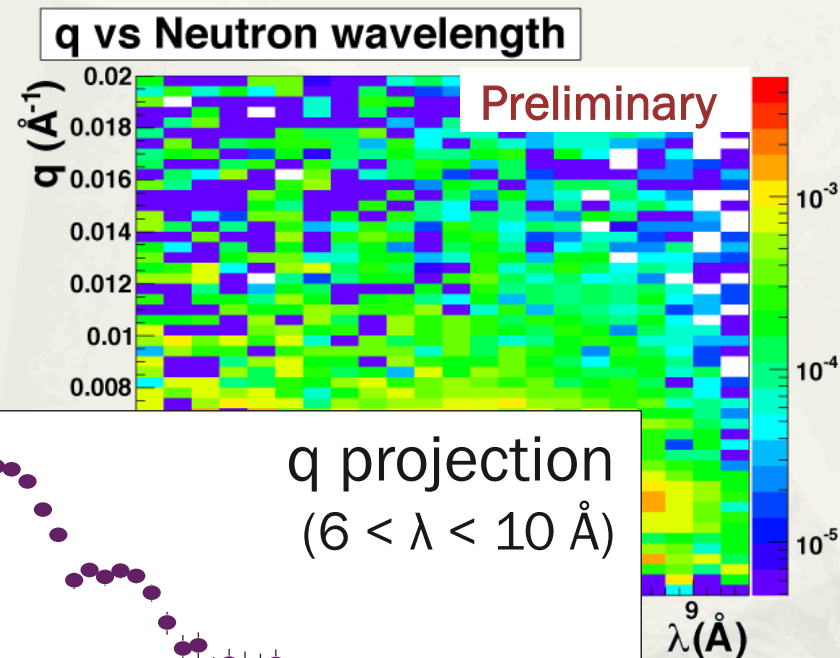 q vs Neutron wavelength
Preliminary
q (Å⁻¹)
0.02
0.018
0.016
0.014
0.012
0.01
0.008
10⁻³
10⁻⁴
10⁻⁵
q projection
(6 < λ < 10 Å)
9
λ(Å)